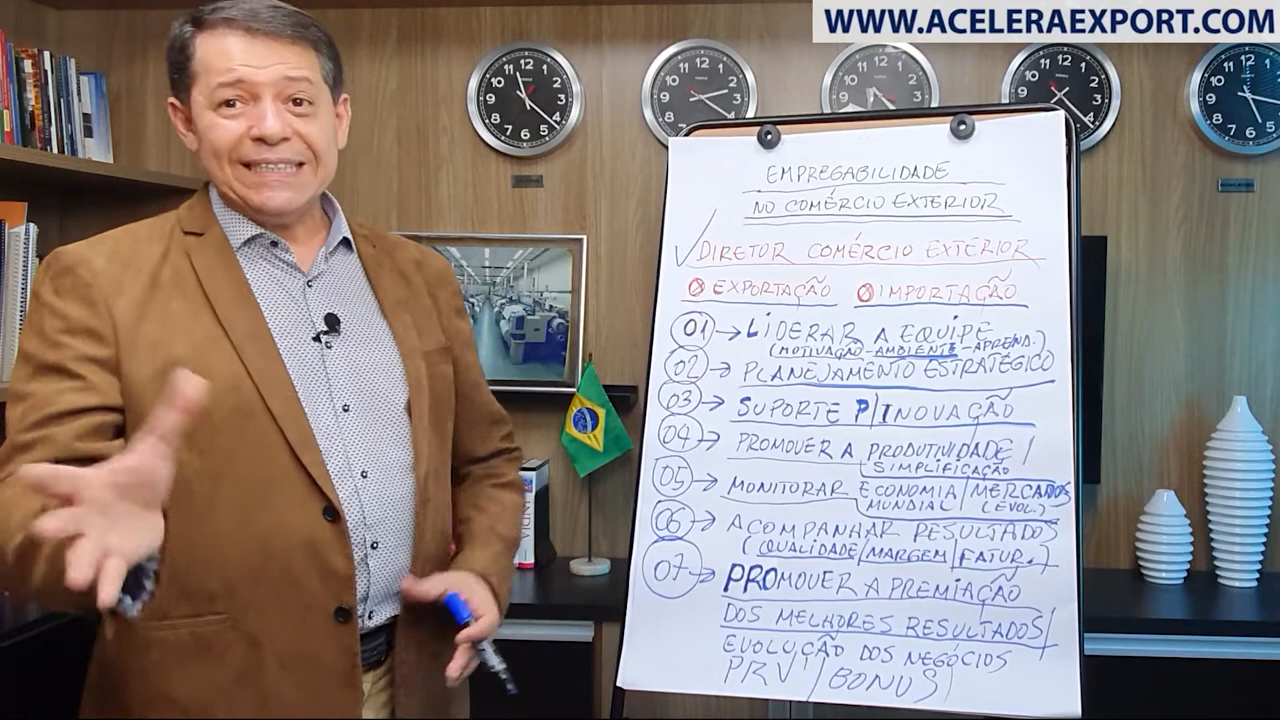 WWW.ACELERAEXPORT.COM
EMPREGABILIDADE
NO COMÉRCIO EXTERIOR
✓ DIRETOR COMÉRCIO EXTERIOR
EXPORTAÇÃO IMPORTAÇÃO
01 → LIDERAR A EQUIPE
(MOTIVAÇÃO-AMBIENTE-APREND.)
02 → PLANEJAMENTO ESTRATÉGICO
03 → SUPORTE P/ INOVAÇÃO
04 → PROMOVER A PRODUTIVIDADE/
SIMPLIFICAÇÃO
05 → MONITORAR ECONOMIA/MERCADOS
MUNDIAL (EVOL.)
06 → ACOMPANHAR RESULTADOS
(QUALIDADE/MARGEM/FATUR.)
07 → PROMOVER A PREMIAÇÃO
DOS MELHORES RESULTADOS/
EVOLUÇÃO DOS NEGÓCIOS
PRV/BONUS/